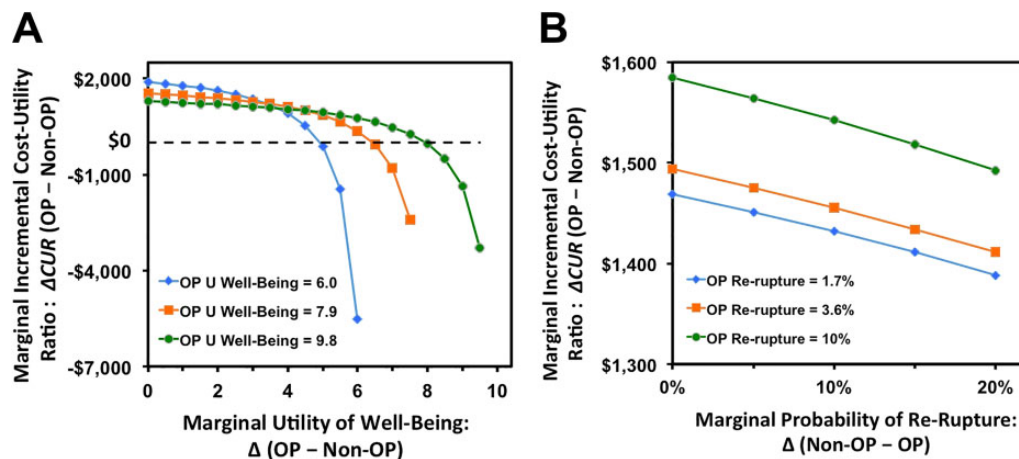 A
Marginal Incremental Cost-Utility
Ratio : ΔCUR (OP – Non-OP)
$2,000
$0
-$1,000
-$4,000
-$7,000
OP U Well-Being = 6.0
OP U Well-Being = 7.9
OP U Well-Being = 9.8
0 2 4 6 8 10
Marginal Utility of Well-Being:
Δ (OP – Non-OP)
B
Marginal Incremental Cost-Utility
Ratio : ΔCUR (OP – Non-OP)
$1,600
$1,500
$1,400
$1,300
OP Re-rupture = 1.7%
OP Re-rupture = 3.6%
OP Re-rupture = 10%
0% 10% 20%
Marginal Probability of Re-Rupture:
Δ (Non-OP – OP)